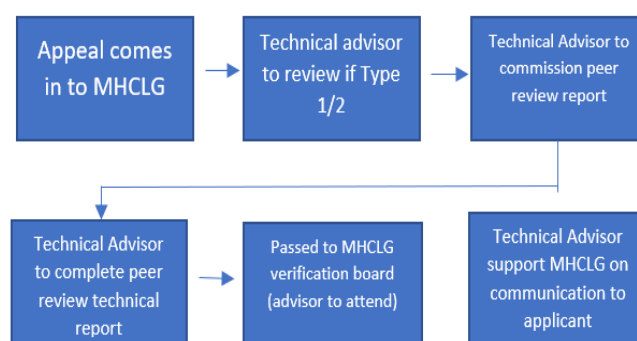 Appeal comes
in to MHCLG
Technical advisor
to review if Type
1/2
Technical Advisor to
commission peer
review report
Technical Advisor
to complete peer
review technical
report
Passed to MHCLG
verification board
(advisor to attend)
Technical Advisor
support MHCLG on
communication to
applicant